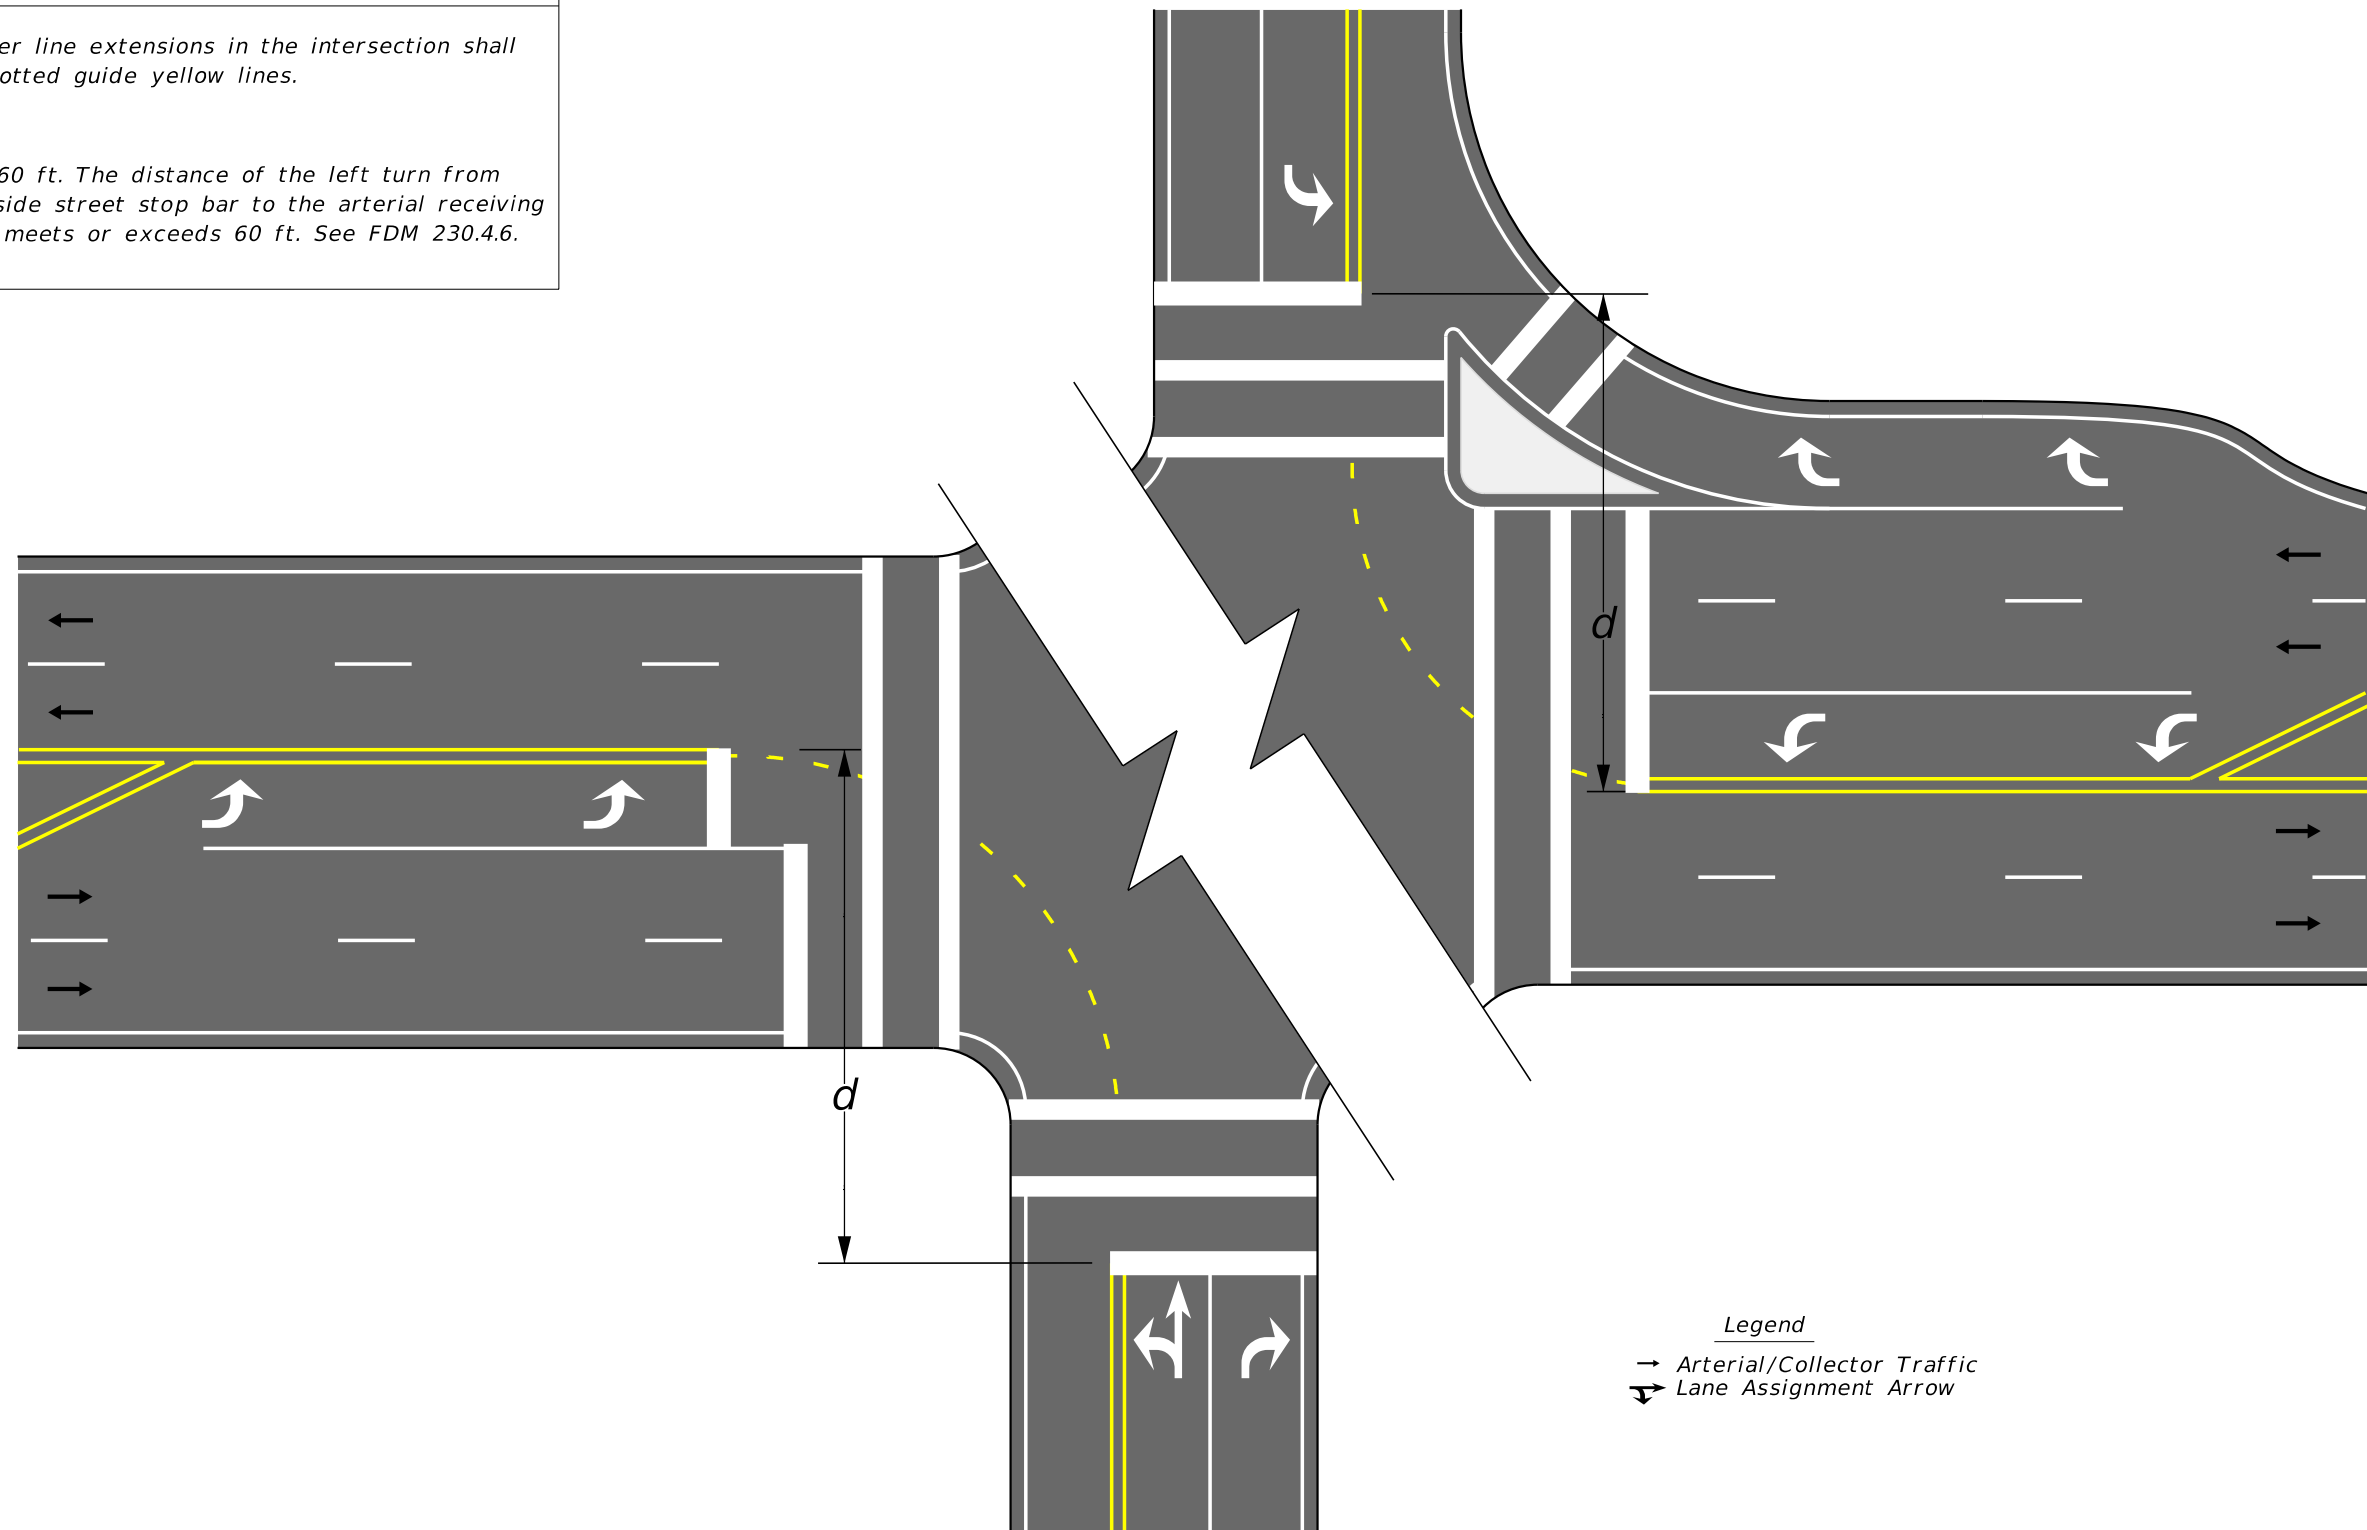 er line extensions in the intersection shall
otted guide yellow lines.
60 ft. The distance of the left turn from
side street stop bar to the arterial receiving
meets or exceeds 60 ft. See FDM 230.4.6.
d
d
Legend
Arterial/Collector Traffic
Lane Assignment Arrow